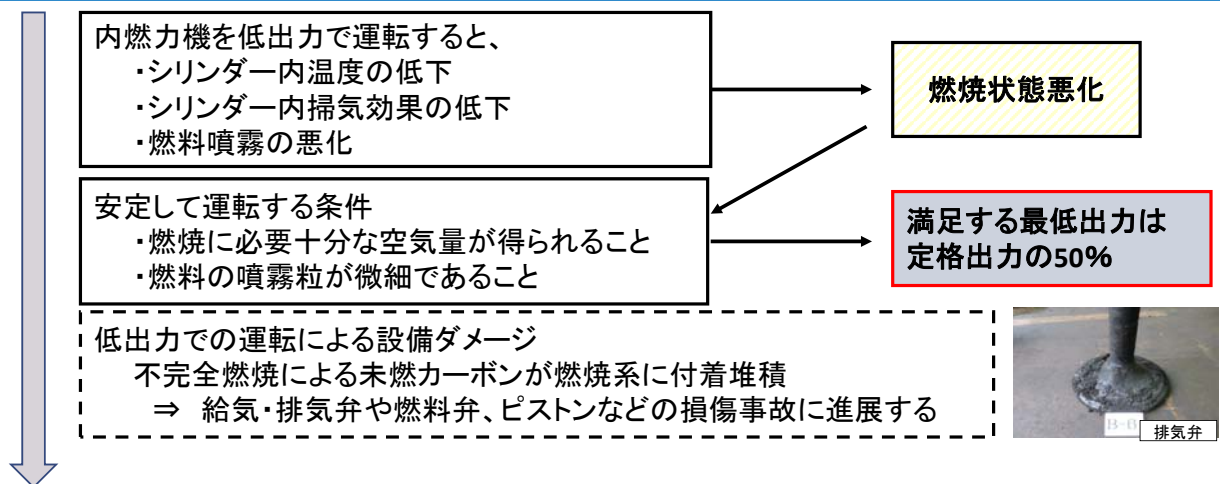 内燃力機を低出力で運転すると、
・シリンダー内温度の低下
・シリンダー内掃気効果の低下
・燃料噴霧の悪化
燃焼状態悪化
安定して運転する条件
・燃焼に必要十分な空気量が得られること
・燃料の噴霧粒が微細であること
満足する最低出力は
定格出力の50%
低出力での運転による設備ダメージ
不完全燃焼による未燃カーボンが燃焼系に付着堆積
⇒ 給気・排気弁や燃料弁、ピストンなどの損傷事故に進展する
B-6
排気弁